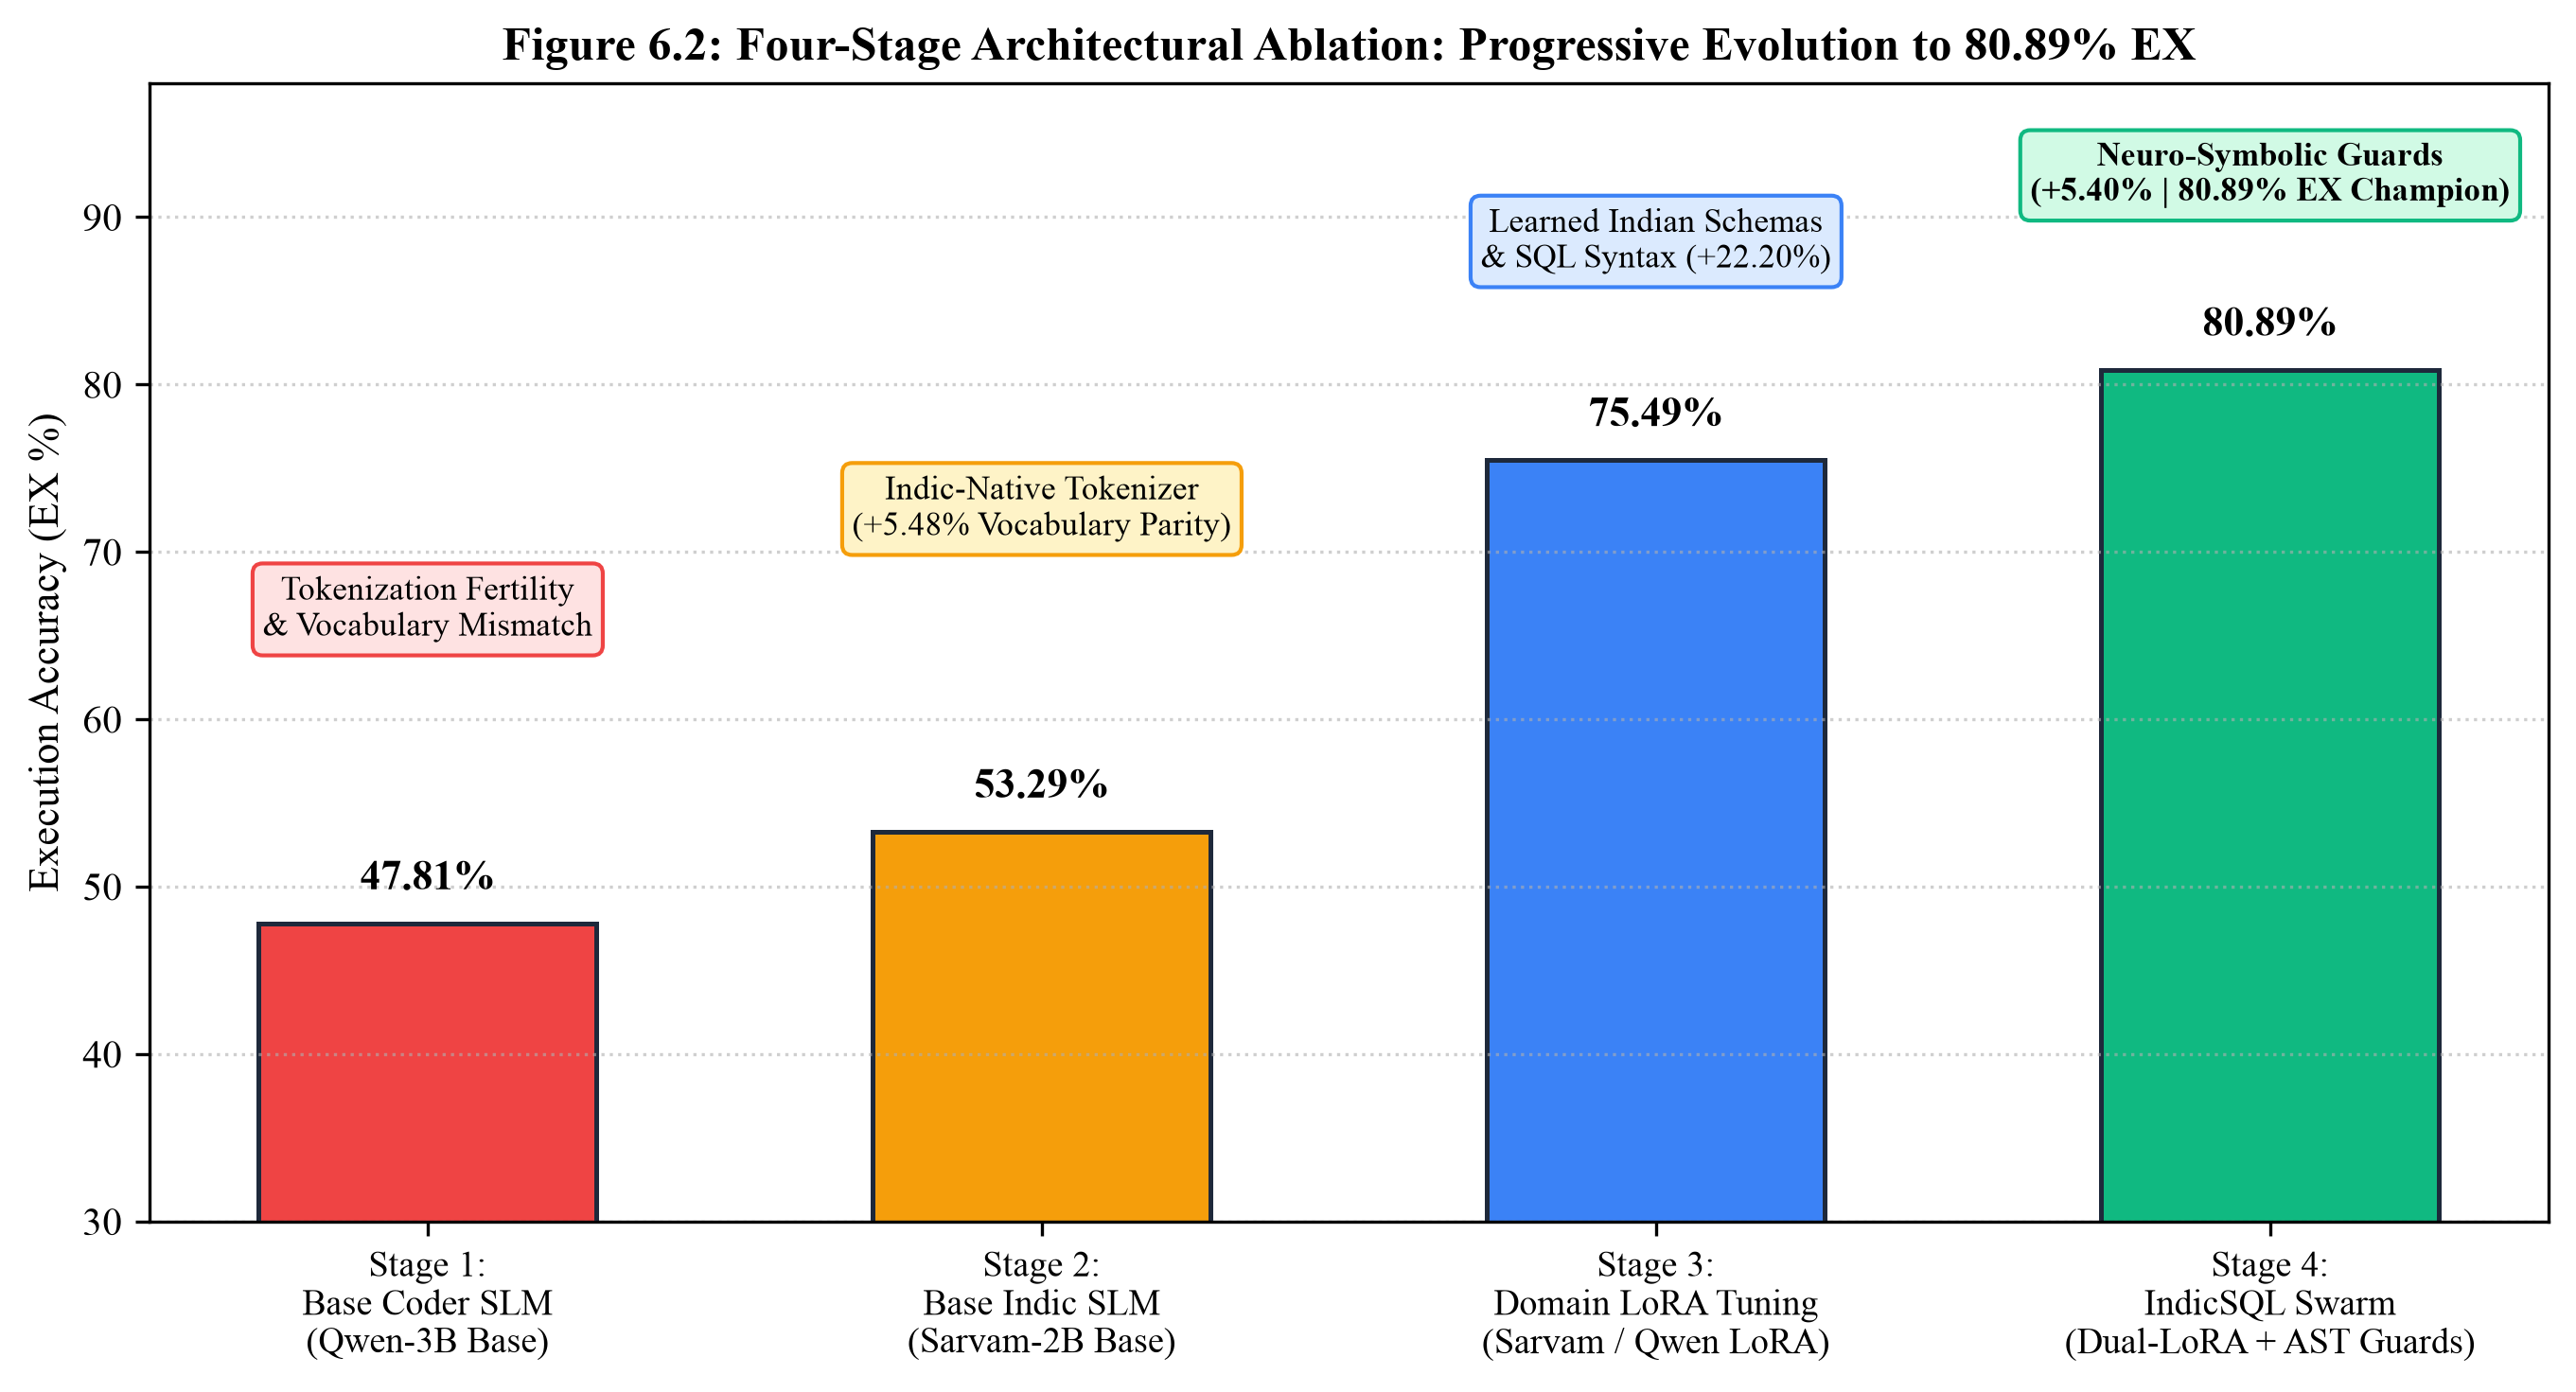 Figure 6.2: Four-Stage Architectural Ablation: Progressive Evolution to 80.89% EX
Execution Accuracy (EX %)
90
80
70
60
50
40
30
Tokenization Fertility
& Vocabulary Mismatch
47.81%
Indic-Native Tokenizer
(+5.48% Vocabulary Parity)
53.29%
Learned Indian Schemas
& SQL Syntax (+22.20%)
75.49%
Neuro-Symbolic Guards
(+5.40% | 80.89% EX Champion)
80.89%
Stage 1:
Base Coder SLM
(Qwen-3B Base)
Stage 2:
Base Indic SLM
(Sarvam-2B Base)
Stage 3:
Domain LoRA Tuning
(Sarvam / Qwen LoRA)
Stage 4:
IndicSQL Swarm
(Dual-LoRA + AST Guards)